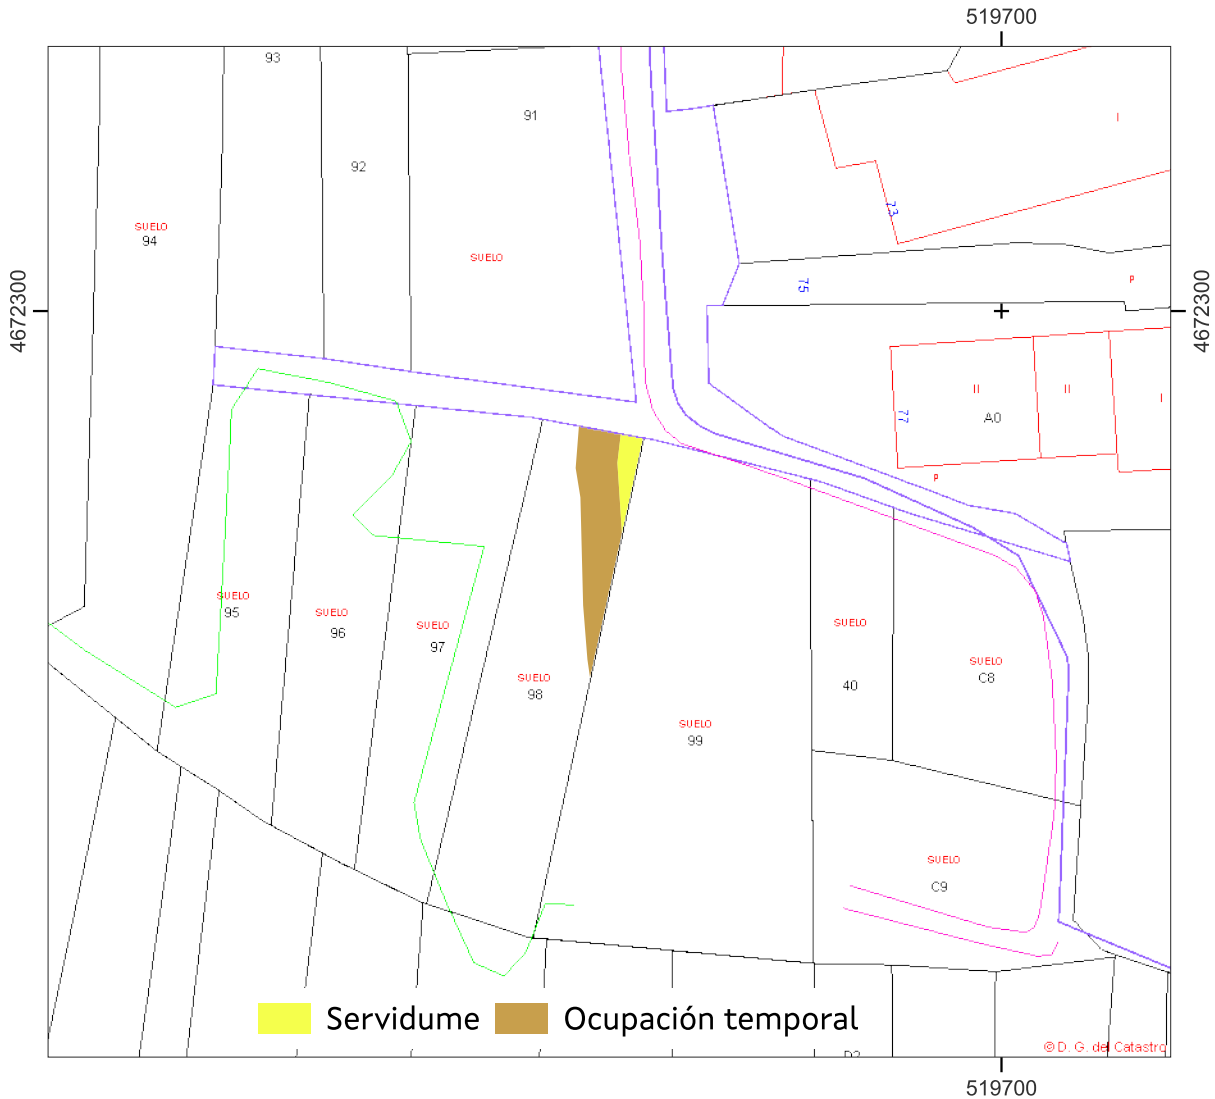 519700
93
91
92
I
SUELO
94
73
SUELO
75
P
4672300
4672300
II
II
I
A0
77
P
SUELO
95
SUELO
96
SUELO
97
SUELO
40
SUELO
C8
SUELO
98
SUELO
99
SUELO
C9
Servidume
Ocupación temporal
© D. G. del Catastro
519700